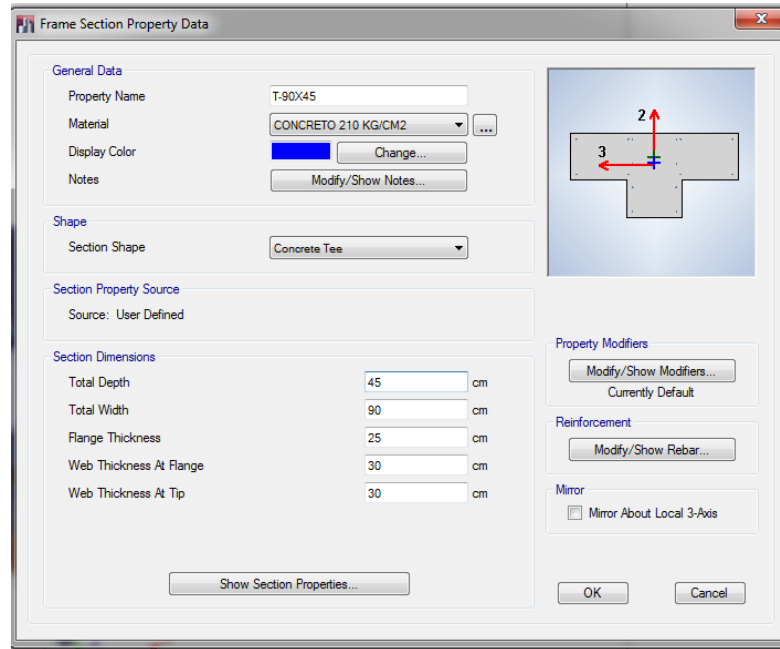 Frame Section Property Data
x
General Data
Property Name T-90X45
Material CONCRETO 210 KG/CM2 ...
Display Color Change...
Notes Modify/Show Notes...
Shape
Section Shape Concrete Tee
Section Property Source
Source: User Defined
Section Dimensions
Total Depth 45 cm
Total Width 90 cm
Flange Thickness 25 cm
Web Thickness At Flange 30 cm
Web Thickness At Tip 30 cm
Show Section Properties...
2
3
Property Modifiers
Modify/Show Modifiers...
Currently Default
Reinforcement
Modify/Show Rebar...
Mirror
Mirror About Local 3-Axis
OK Cancel